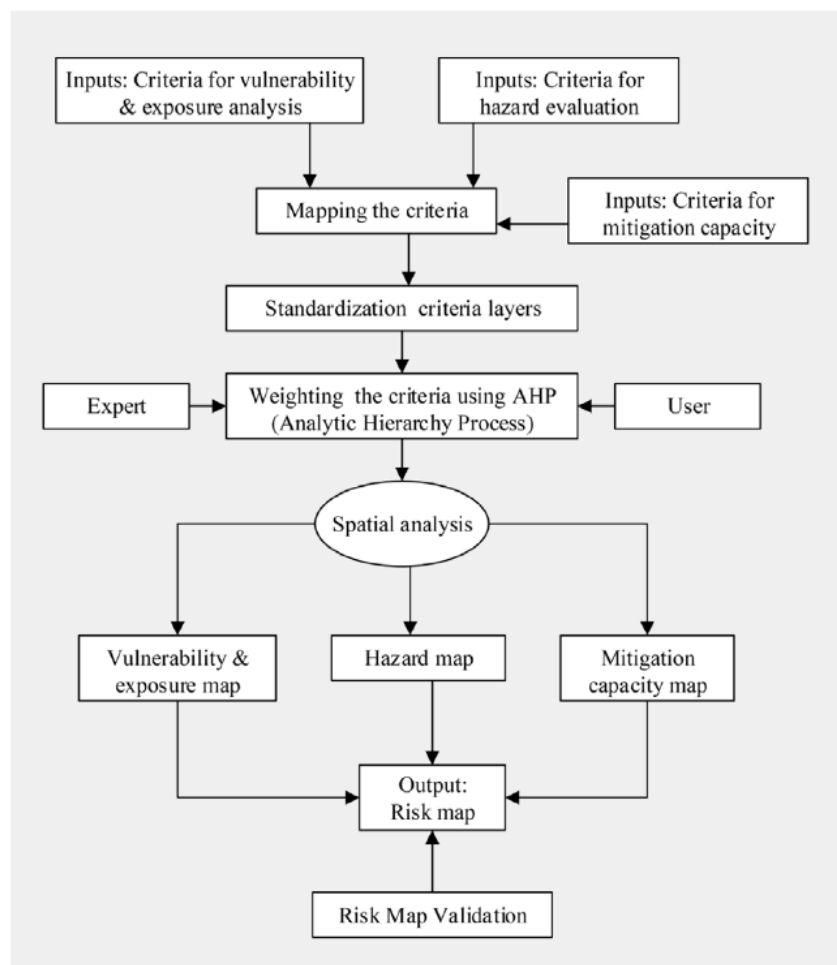 Inputs: Criteria for vulnerability
& exposure analysis
Inputs: Criteria for
hazard evaluation
Mapping the criteria
Inputs: Criteria for
mitigation capacity
Standardization criteria layers
Expert
Weighting the criteria using AHP
(Analytic Hierarchy Process)
User
Spatial analysis
Vulnerability &
exposure map
Hazard map
Mitigation
capacity map
Output:
Risk map
Risk Map Validation